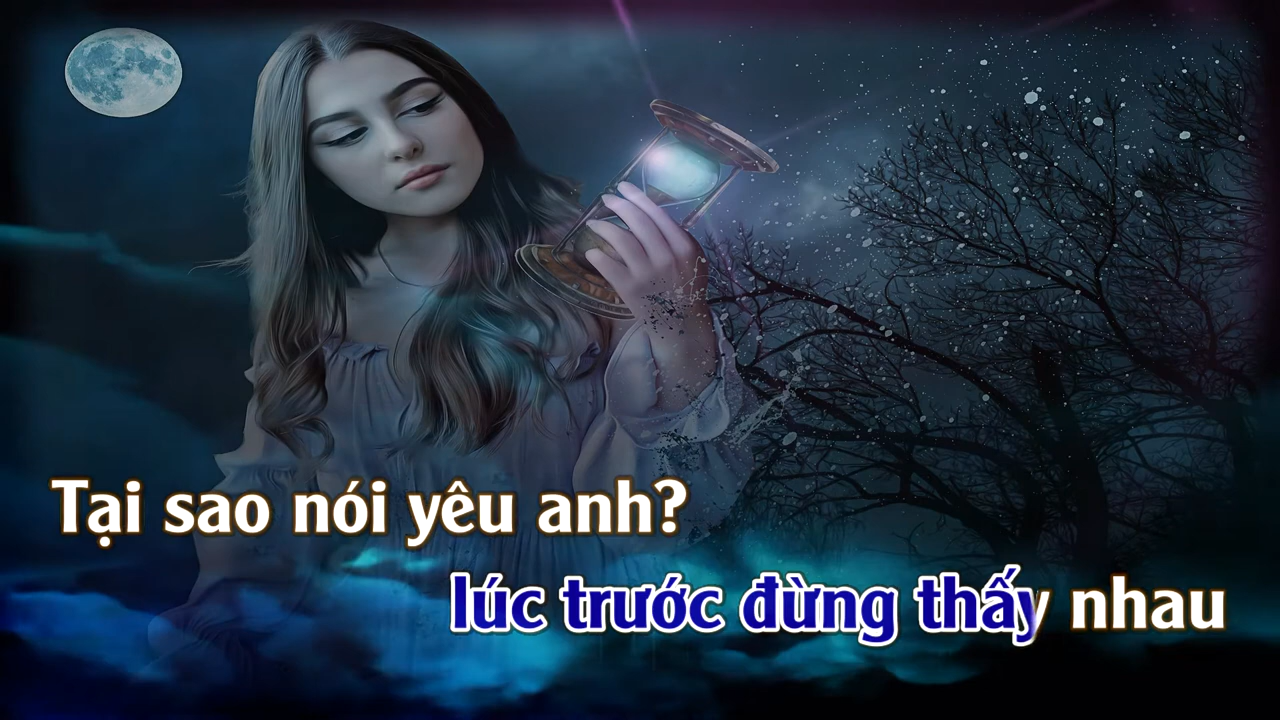 Tại sao nói yêu anh?
lúc trước đừng thấy nhau